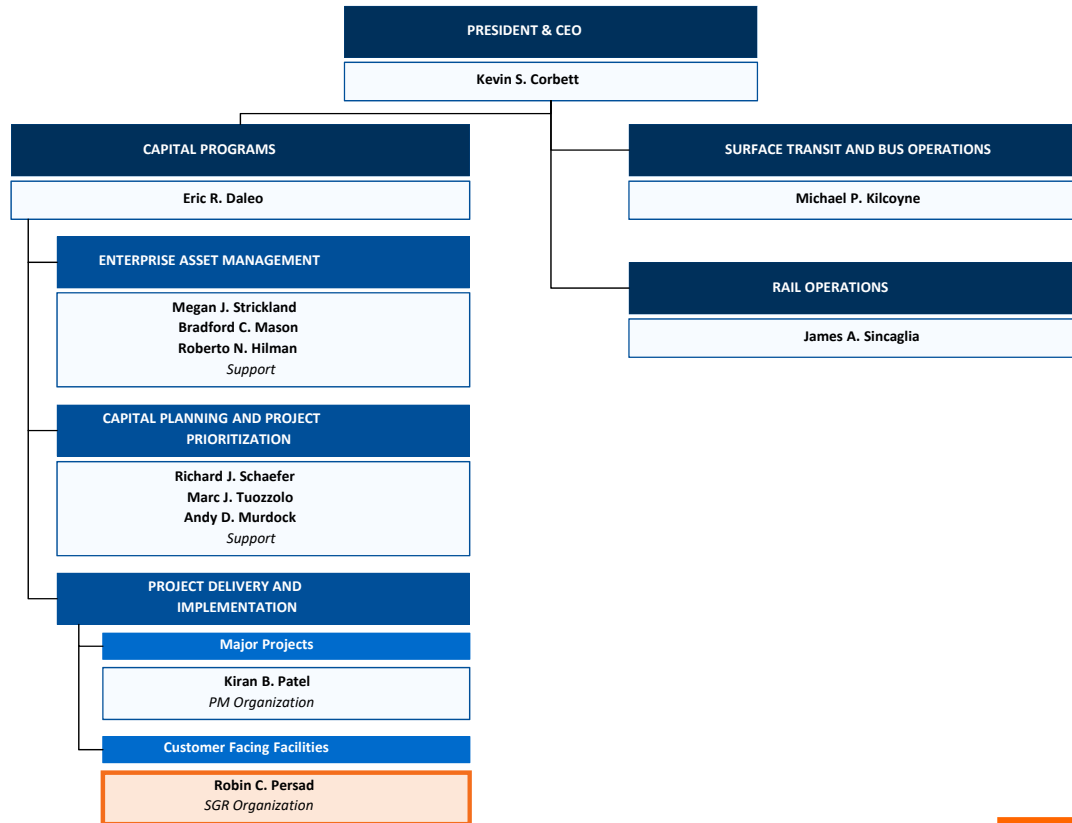 PRESIDENT & CEO
Kevin S. Corbett
CAPITAL PROGRAMS
Eric R. Daleo
ENTERPRISE ASSET MANAGEMENT
Megan J. Strickland
Bradford C. Mason
Roberto N. Hilman
Support
CAPITAL PLANNING AND PROJECT
PRIORITIZATION
Richard J. Schaefer
Marc J. Tuozzolo
Andy D. Murdock
Support
PROJECT DELIVERY AND
IMPLEMENTATION
Major Projects
Kiran B. Patel
PM Organization
Customer Facing Facilities
Robin C. Persad
SGR Organization
SURFACE TRANSIT AND BUS OPERATIONS
Michael P. Kilcoyne
RAIL OPERATIONS
James A. Sincaglia